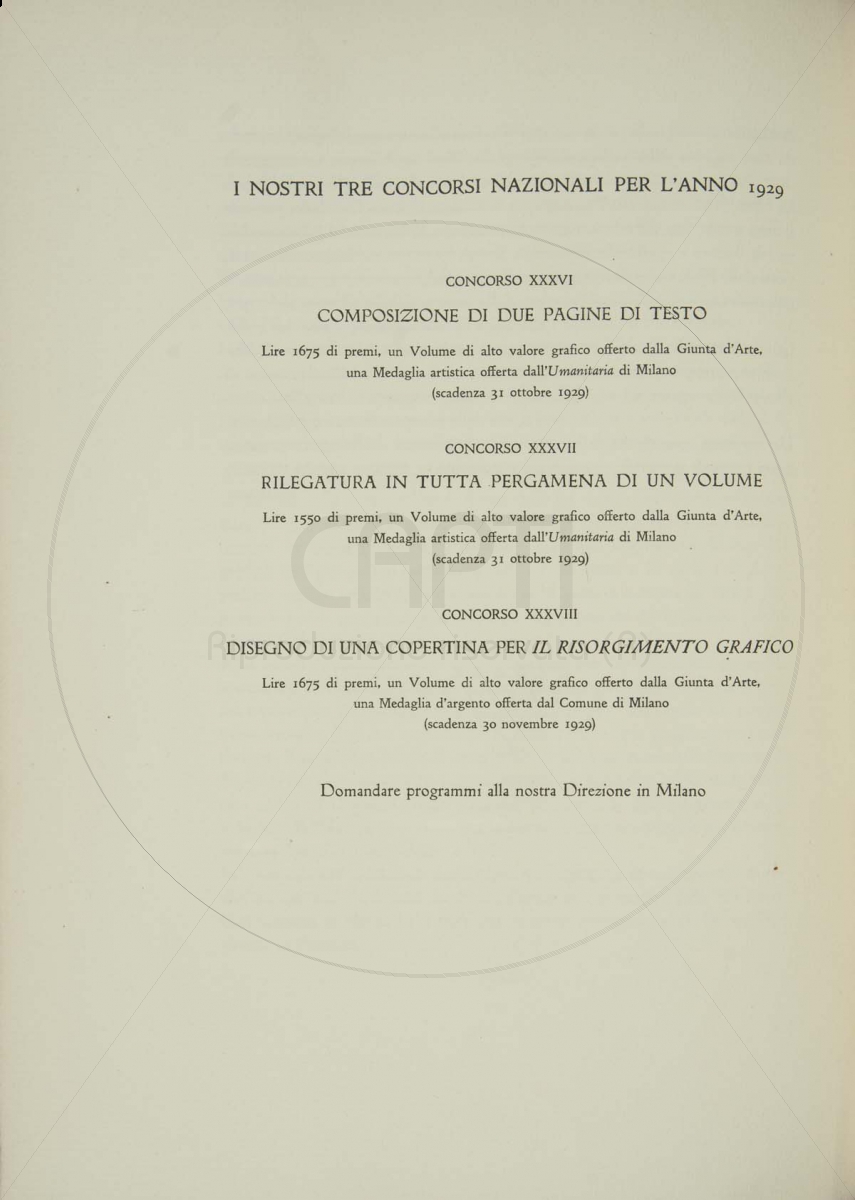 I NOSTRI TRE CONCORSI NAZIONALI PER L'ANNO 1929
CONCORSO XXXVI
COMPOSIZIONE DI DUE PAGINE DI TESTO
Lire 1675 di premi, un Volume di alto valore grafico offerto dalla Giunta d'Arte,
una Medaglia artistica offerta dall'Umanitaria di Milano
(scadenza 31 ottobre 1929)
CONCORSO XXXVII
RILEGATURA IN TUTTA PERGAMENA DI UN VOLUME
Lire 1550 di premi, un Volume di alto valore grafico offerto dalla Giunta d'Arte,
una Medaglia artistica offerta dall'Umanitaria di Milano
(scadenza 31 ottobre 1929)
CAPTI
CONCORSO XXXVIII
DISEGNO DI UNA COPERTINA PER IL RISORGIMENTO GRAFICO
Lire 1675 di premi, un Volume di alto valore grafico offerto dalla Giunta d'Arte,
una Medaglia d'argento offerta dal Comune di Milano
(scadenza 30 novembre 1929)
Domandare programmi alla nostra Direzione in Milano